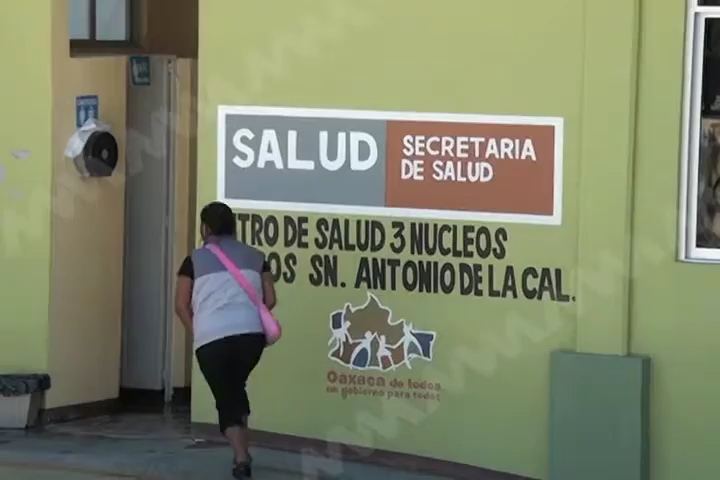 SALUD
SECRETARIA
DE SALUD
TRO DE SALUD 3 NUCLEOS
OS SN. ANTONIO DE LA CAL.
Oaxaca de todos
un gobierno para todos